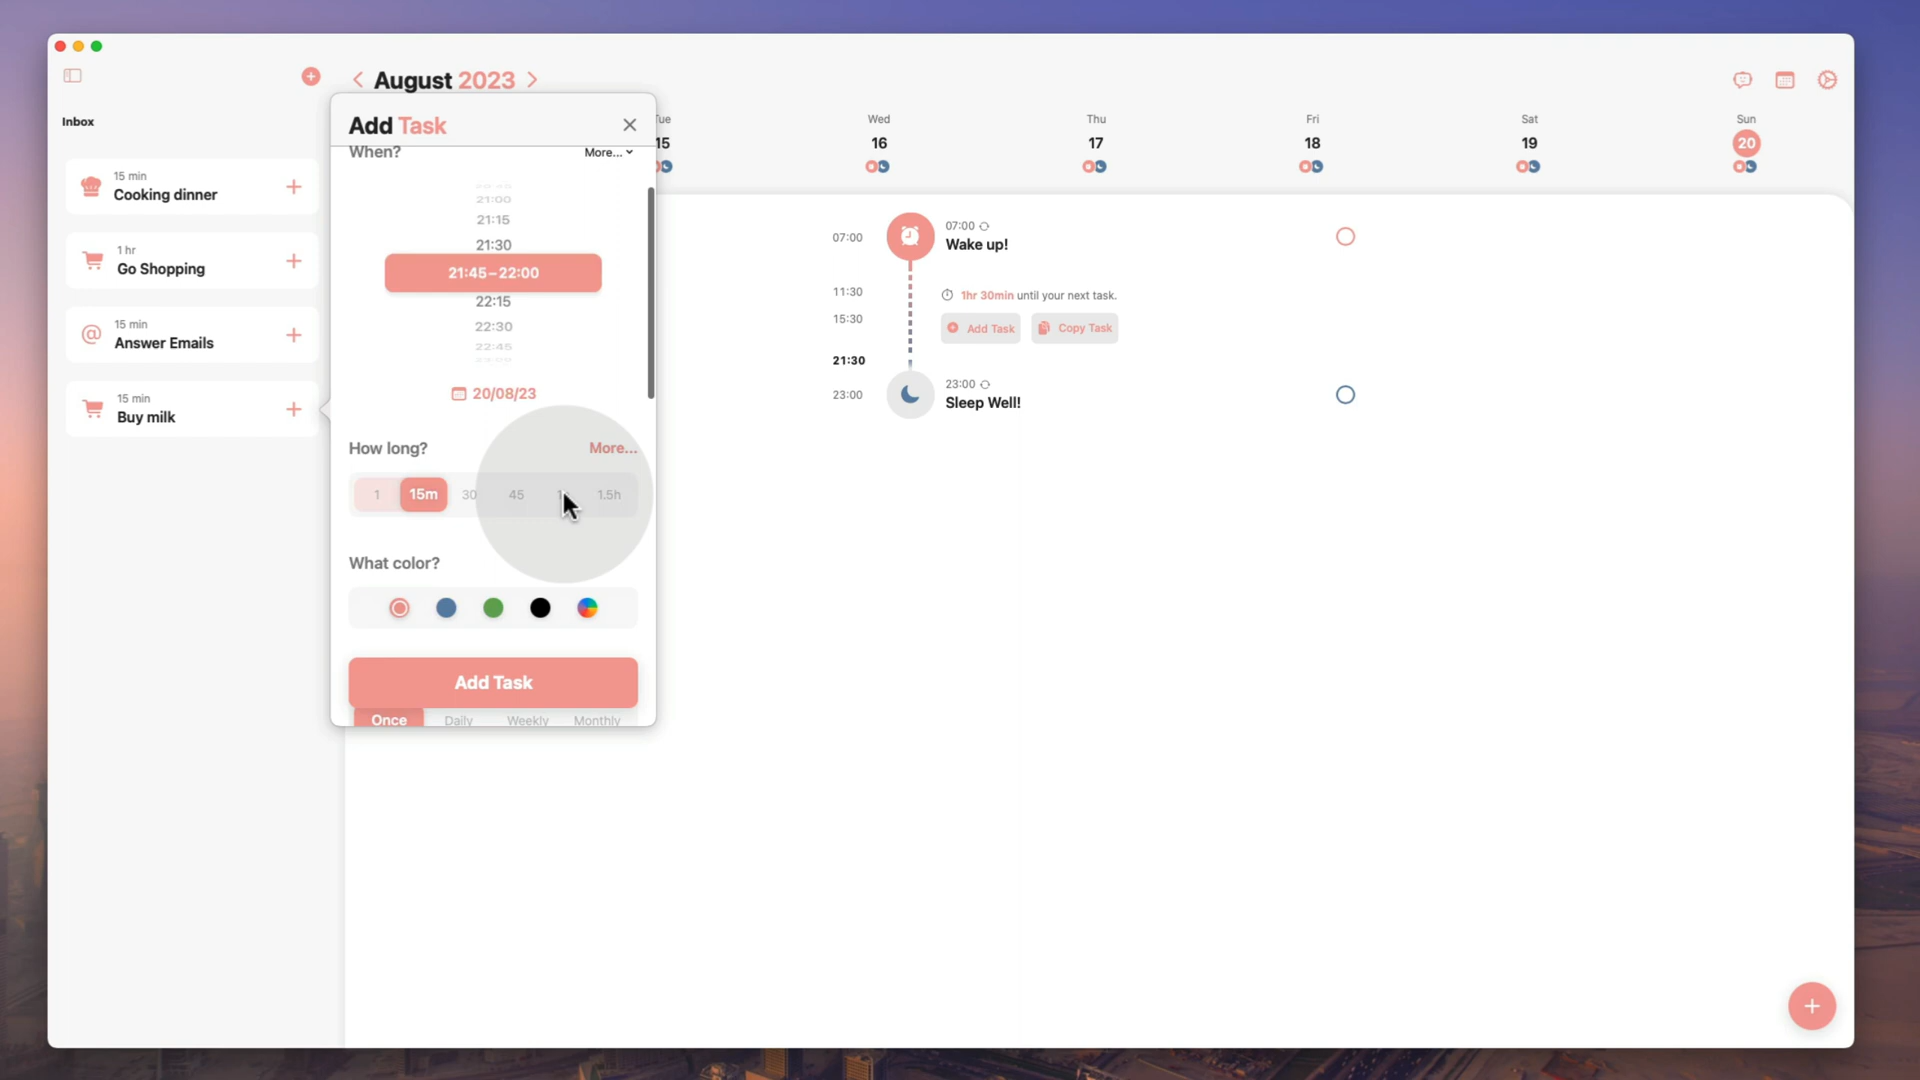 August 2023
Inbox
15 min
Cooking dinner
1 hr
Go Shopping
15 min
Answer Emails
15 min
Buy milk
Add Task
When?
More...
21:00
21:15
21:30
21:45–22:00
22:15
22:30
22:45
20/08/23
How long?
More...
1
15m
30
45
1.5h
What color?
Add Task
Once
Daily
Weekly
Monthly
Wed
Thu
Fri
Sat
Sun
15
16
17
18
19
20
07:00
07:00
Wake up!
11:30
1hr 30min until your next task.
15:30
Add Task
Copy Task
21:30
23:00
23:00
Sleep Well!